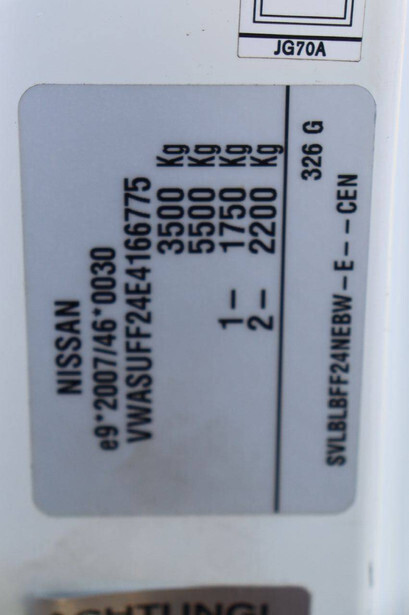 JG70A
NISSAN
e9*2007/46*0030
VWASUFF24E4166775
3500 Kg
5500 Kg
1– 1750 Kg
2– 2200 Kg
326 G
SVLBLBFF24NEBW–E––CEN
ACHTUNG!